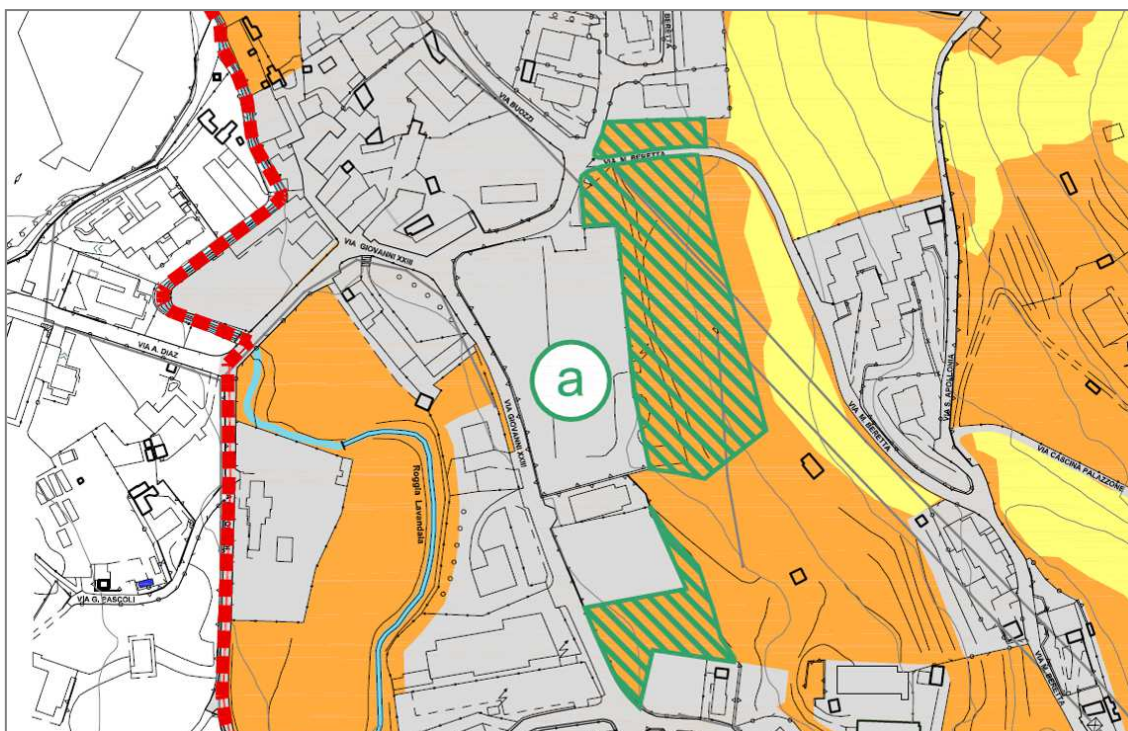 BERETTA
VIA BUOZZI
VIA M. BERETTA
VIA GIOVANNI XXIII
VIA A. DIAZ
a
VIA GIOVANNI XXIII
VIA S. APOLLONIA
VIA M. BERETTA
VIA CASCINA PALAZZONE
Roggia Lavandaia
VIA G. PASCOLI
VIA M. BERETTA